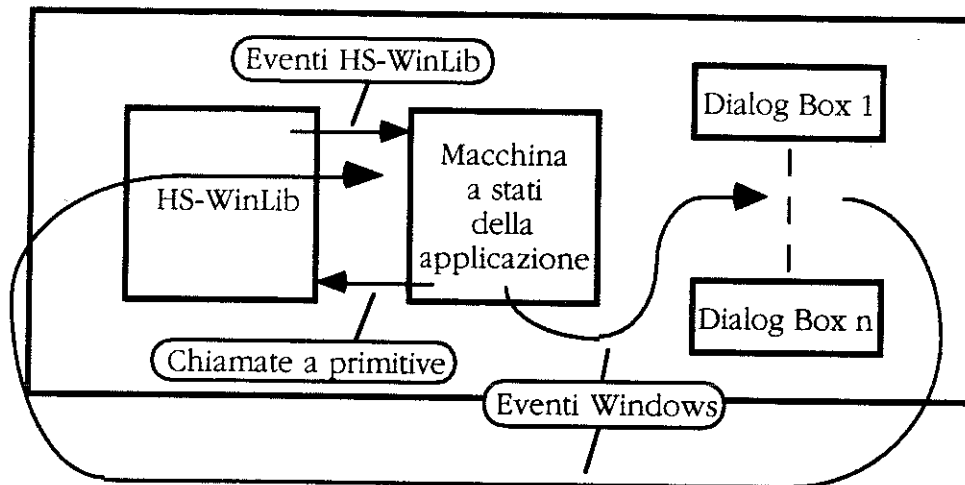 Eventi HS-WinLib
Dialog Box 1
HS-WinLib
Macchina
a stati
della
applicazione
Dialog Box n
Chiamate a primitive
Eventi Windows